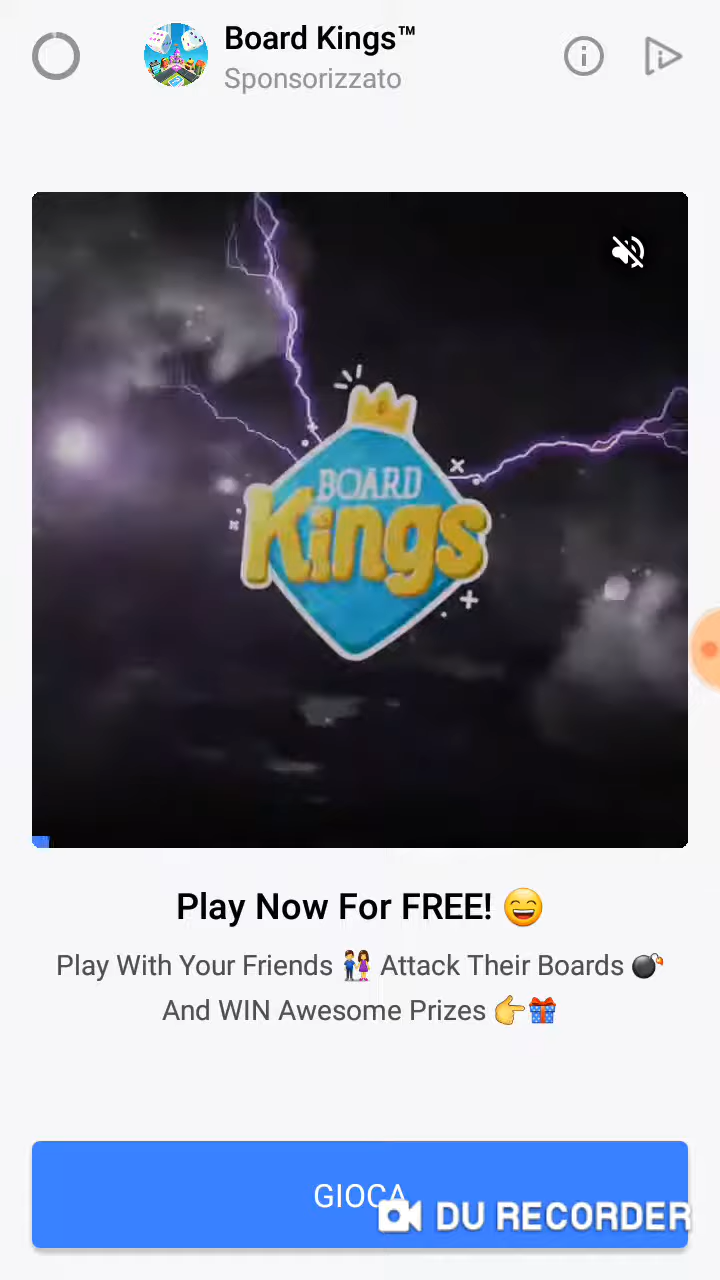 Board Kings™
Sponsorizzato
BOARD
Kings
Play Now For FREE! 😄
Play With Your Friends 👫 Attack Their Boards 💣
And WIN Awesome Prizes 👉🎁
GIOCA
DU RECORDER